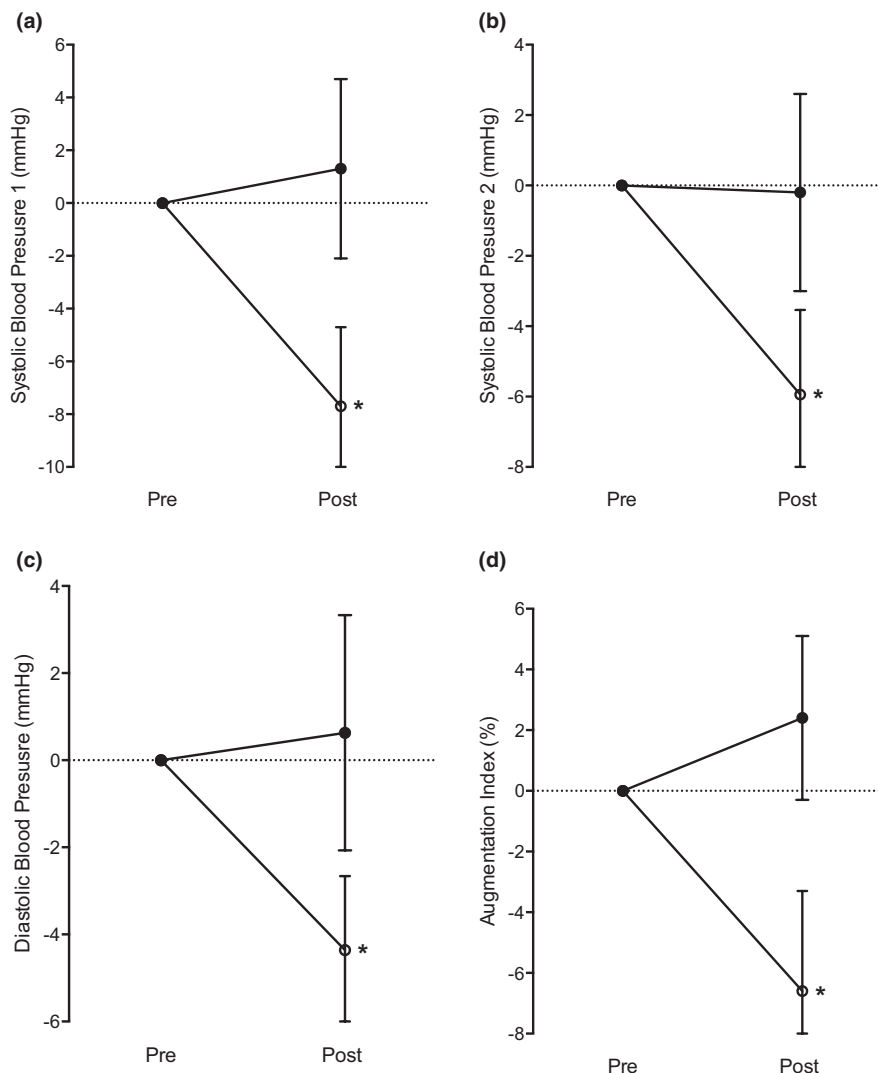 (a)
Systolic Blood Presusre 1 (mmHg)
6
4
2
0
-2
-4
-6
-8
-10
*
Pre Post
(b)
Systolic Blood Presusre 2 (mmHg)
4
2
0
-2
-4
-6
-8
*
Pre Post
(c)
Diastolic Blood Presusre (mmHg)
4
2
0
-2
-4
-6
*
Pre Post
(d)
Augmentation Index (%)
6
4
2
0
-2
-4
-6
-8
*
Pre Post